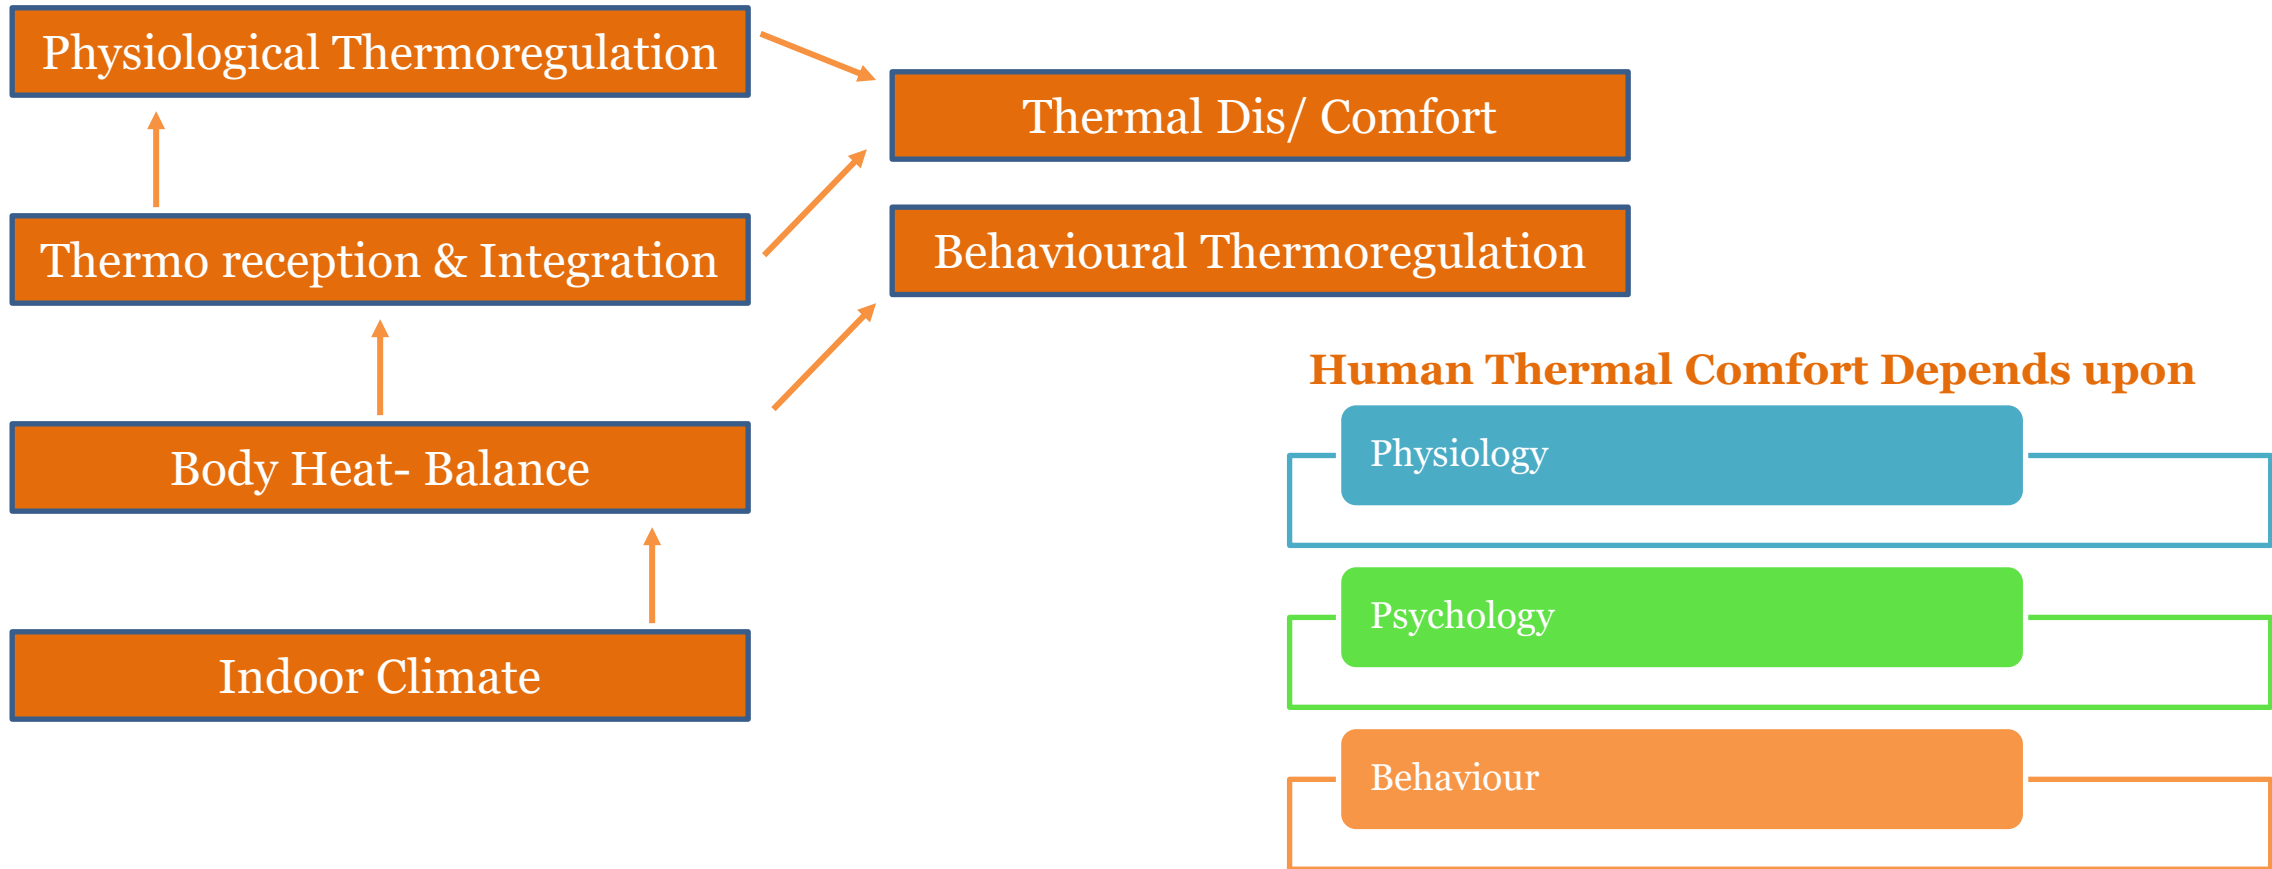 Physiological Thermoregulation
Thermal Dis/ Comfort
Thermo reception & Integration
Behavioural Thermoregulation
Body Heat- Balance
Indoor Climate
Human Thermal Comfort Depends upon
Physiology
Psychology
Behaviour